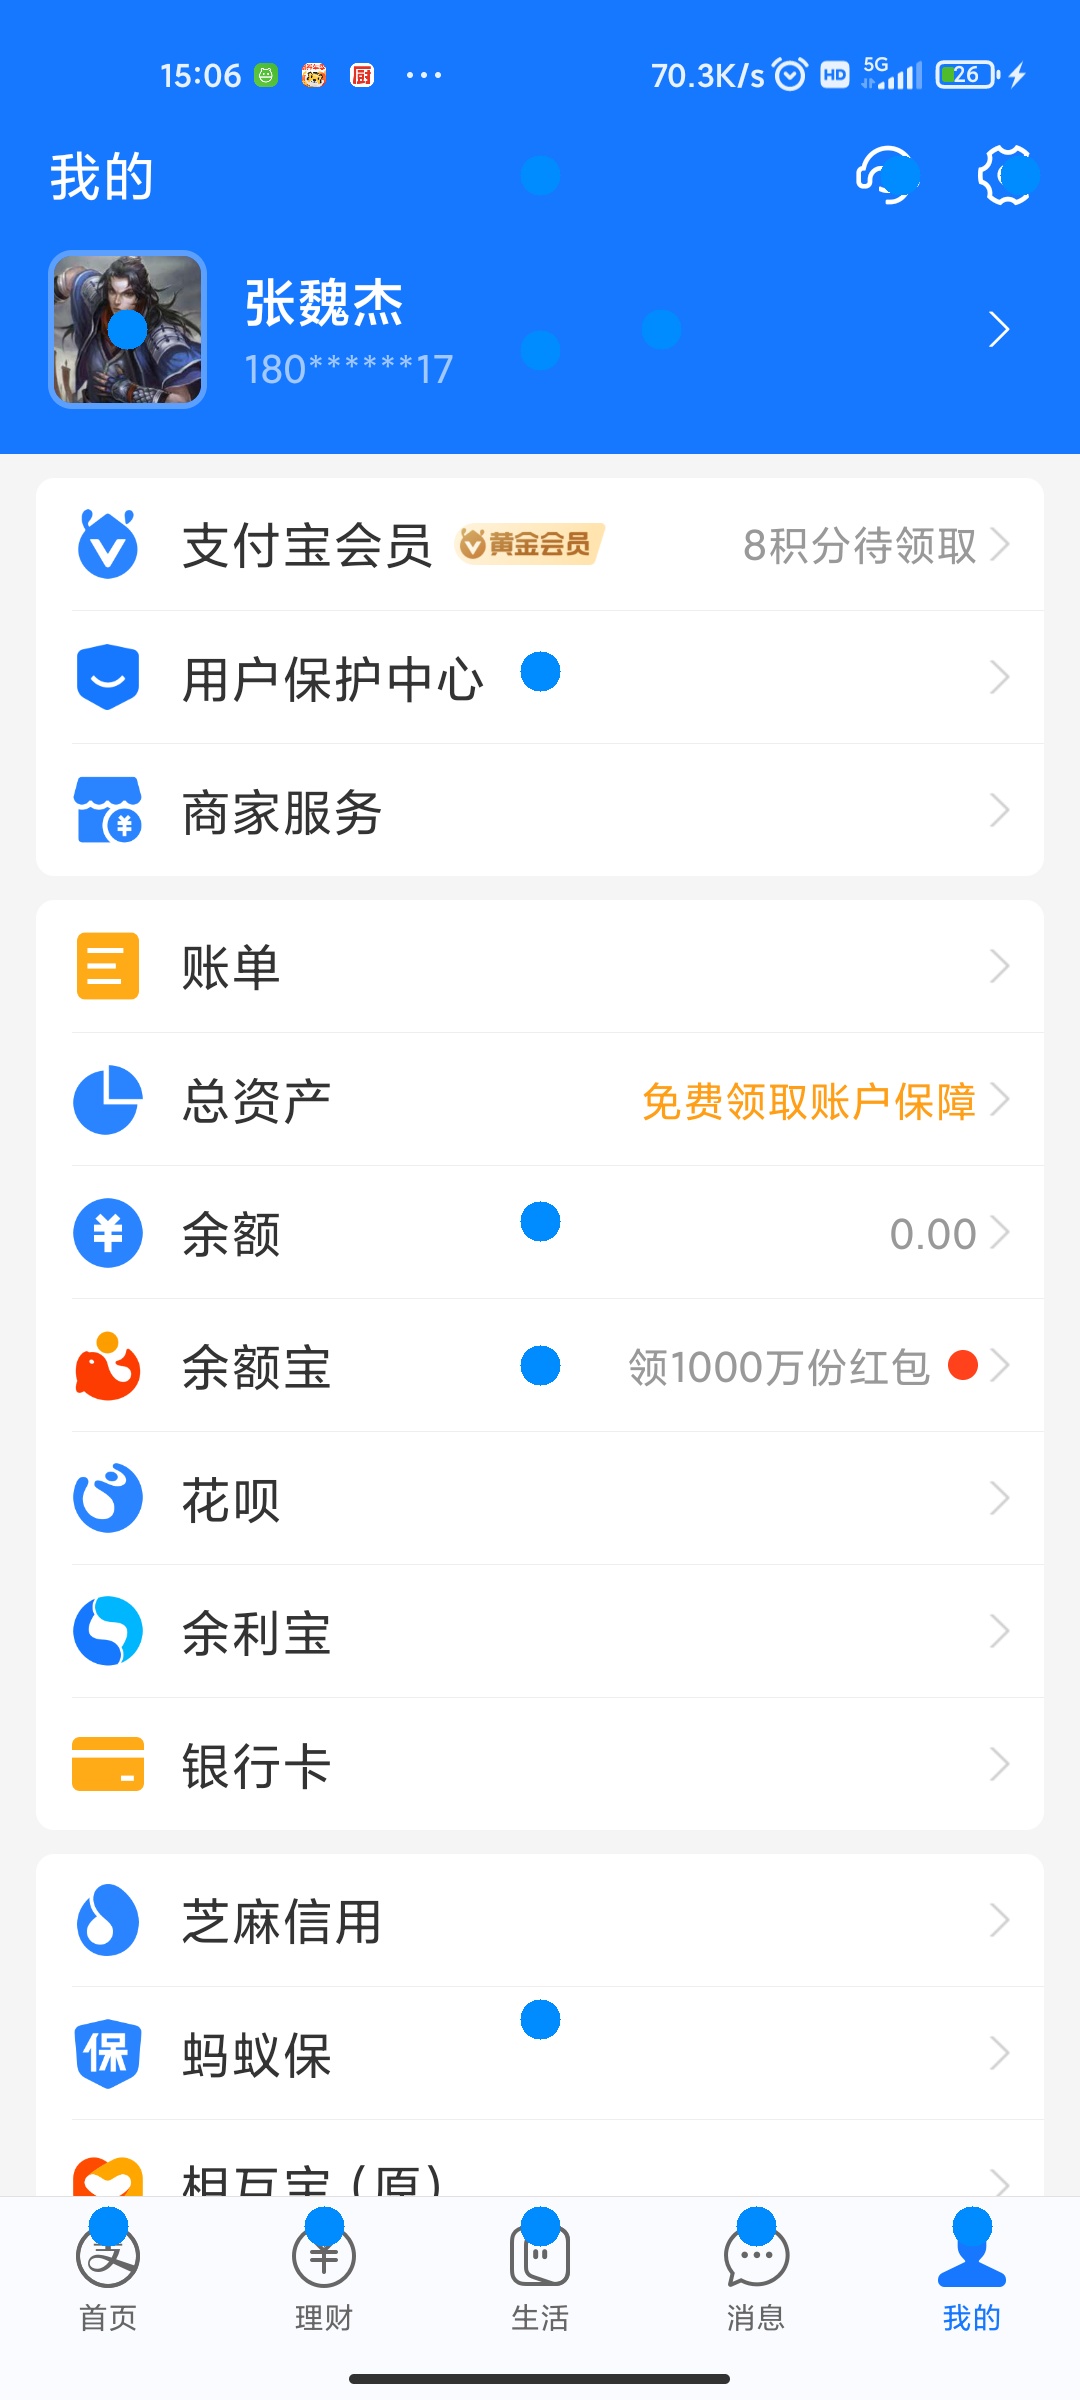 15:06 厨 ··· 70.3K/s HD 5G 26
我的
张魏杰
180******17
支付宝会员 黄金会员 8积分待领取
用户保护中心
商家服务
账单
总资产 免费领取账户保障
余额 0.00
余额宝 领1000万份红包
花呗
余利宝
银行卡
芝麻信用
保 蚂蚁保
相互宝(原)
支
首页 理财 生活 消息 我的